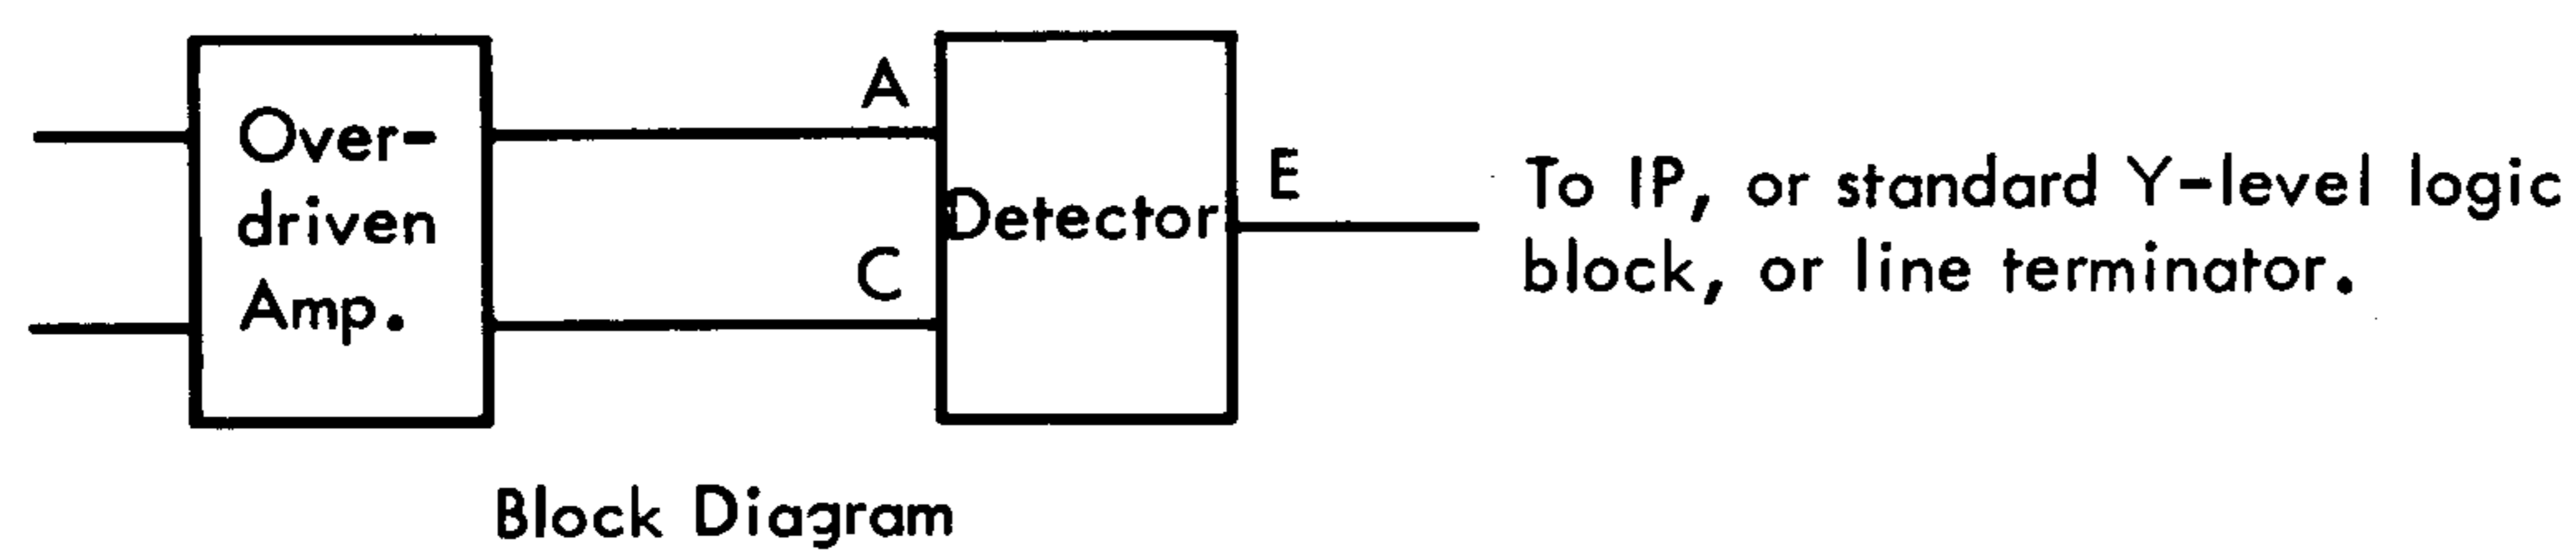 Over-
driven
Amp.
A
C
Detector
E
To IP, or standard Y-level logic
block, or line terminator.
Block Diagram